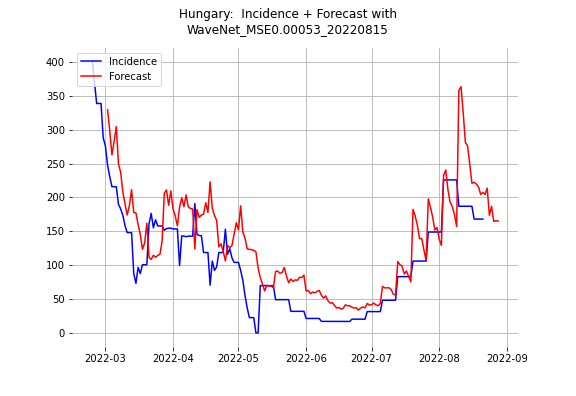 Hungary:  Incidence + Forecast with
WaveNet_MSE0.00053_20220815
Incidence
Forecast
400
350
300
250
200
150
100
50
0
2022-03 2022-04 2022-05 2022-06 2022-07 2022-08 2022-09